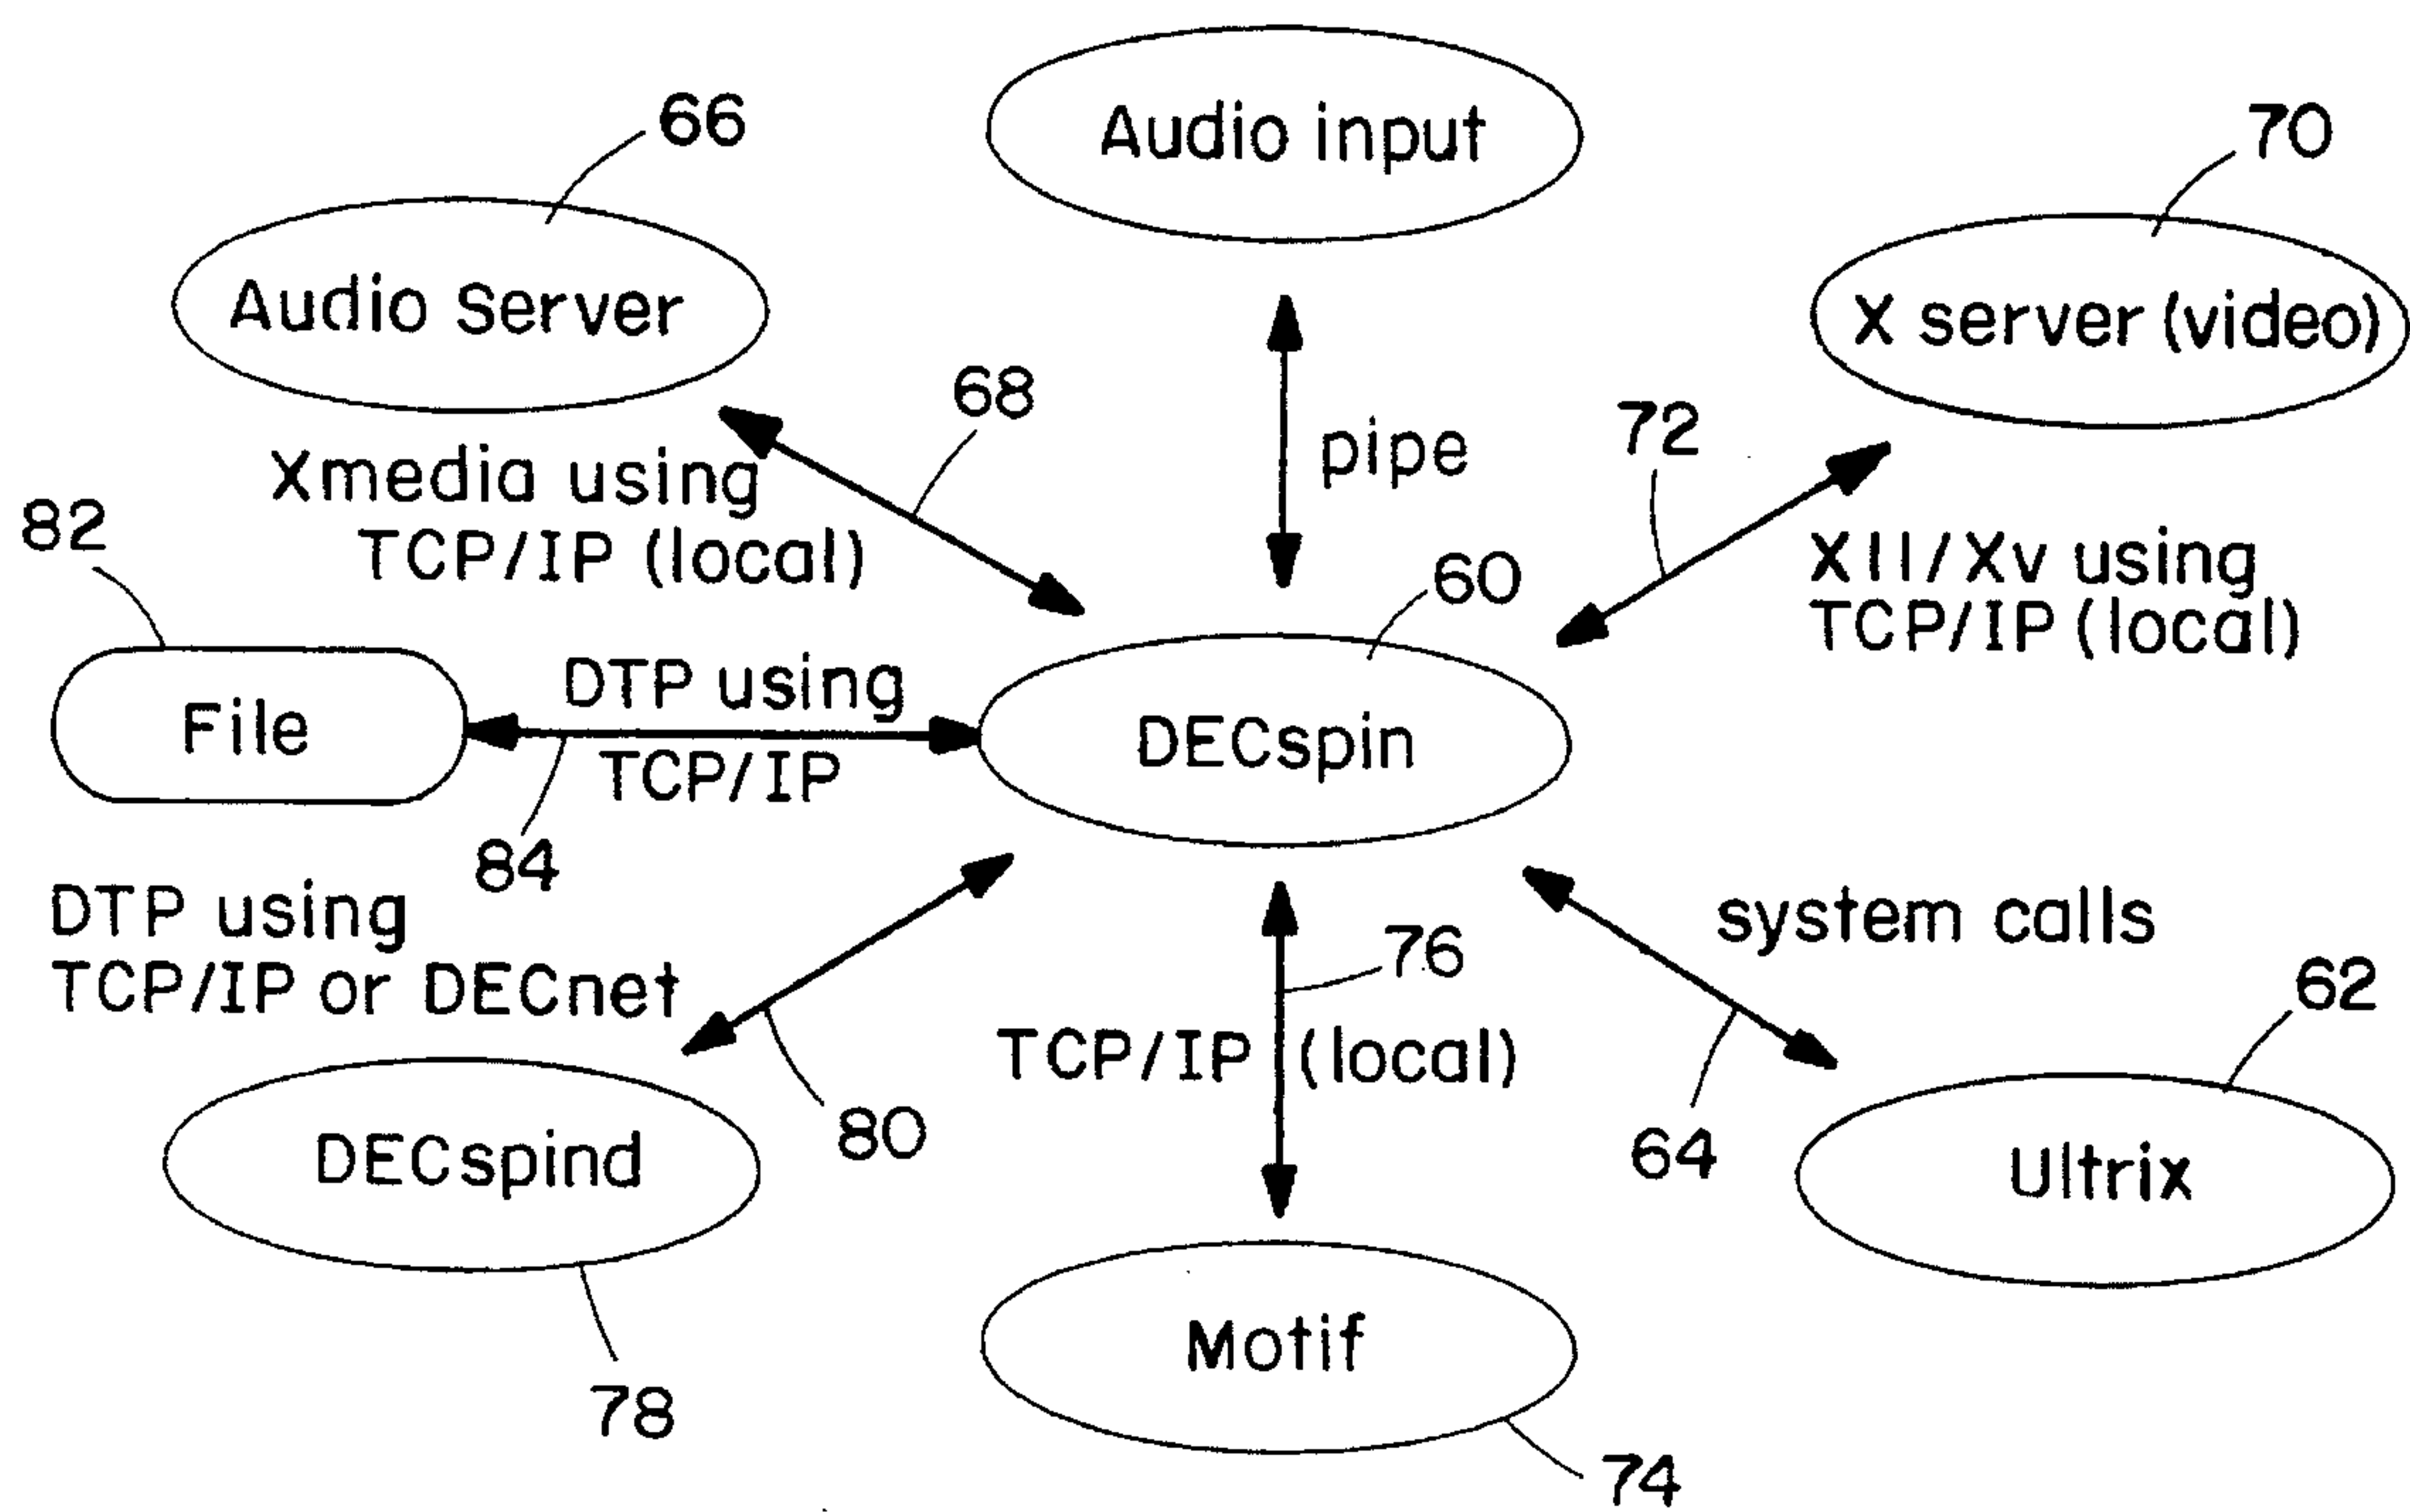 Audio input
66
70
Audio Server
X server (video)
68
72
pipe
Xmedia using
TCP/IP (local)
82
60
X11/Xv using
TCP/IP (local)
File
DTP using
TCP/IP
DECspin
84
DTP using
TCP/IP or DECnet
system calls
76
62
TCP/IP (local)
80
64
DECspind
Ultrix
Motif
78
74